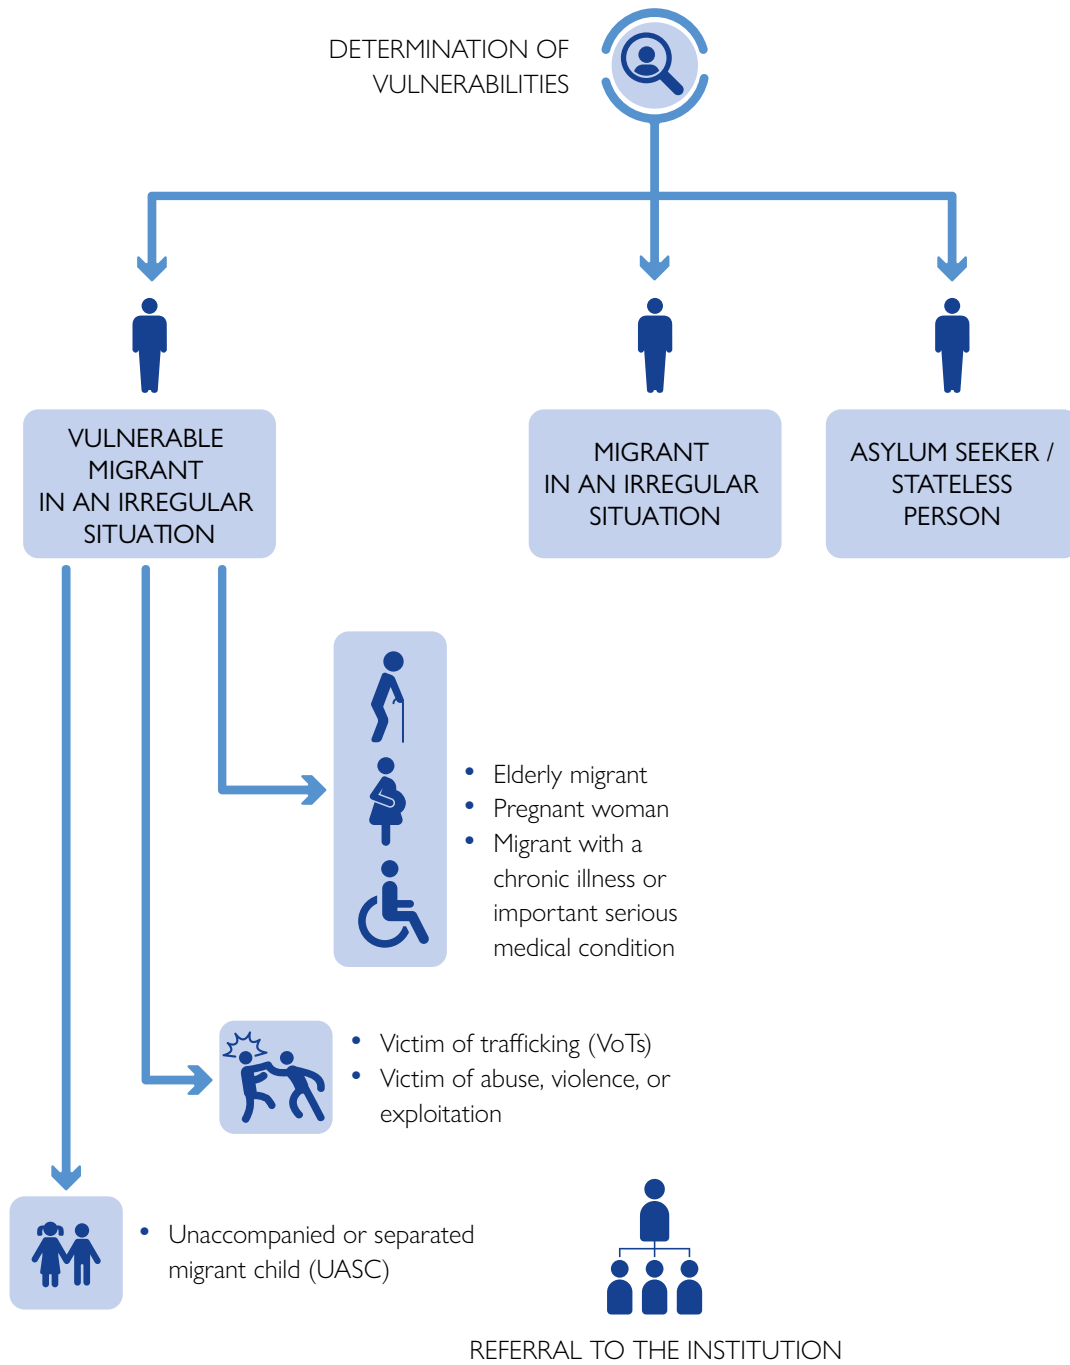 DETERMINATION OF
VULNERABILITIES
VULNERABLE
MIGRANT
IN AN IRREGULAR
SITUATION
MIGRANT
IN AN IRREGULAR
SITUATION
ASYLUM SEEKER /
STATELESS
PERSON
• Elderly migrant
• Pregnant woman
• Migrant with a
chronic illness or
important serious
medical condition
• Victim of trafficking (VoTs)
• Victim of abuse, violence, or
exploitation
• Unaccompanied or separated
migrant child (UASC)
REFERRAL TO THE INSTITUTION